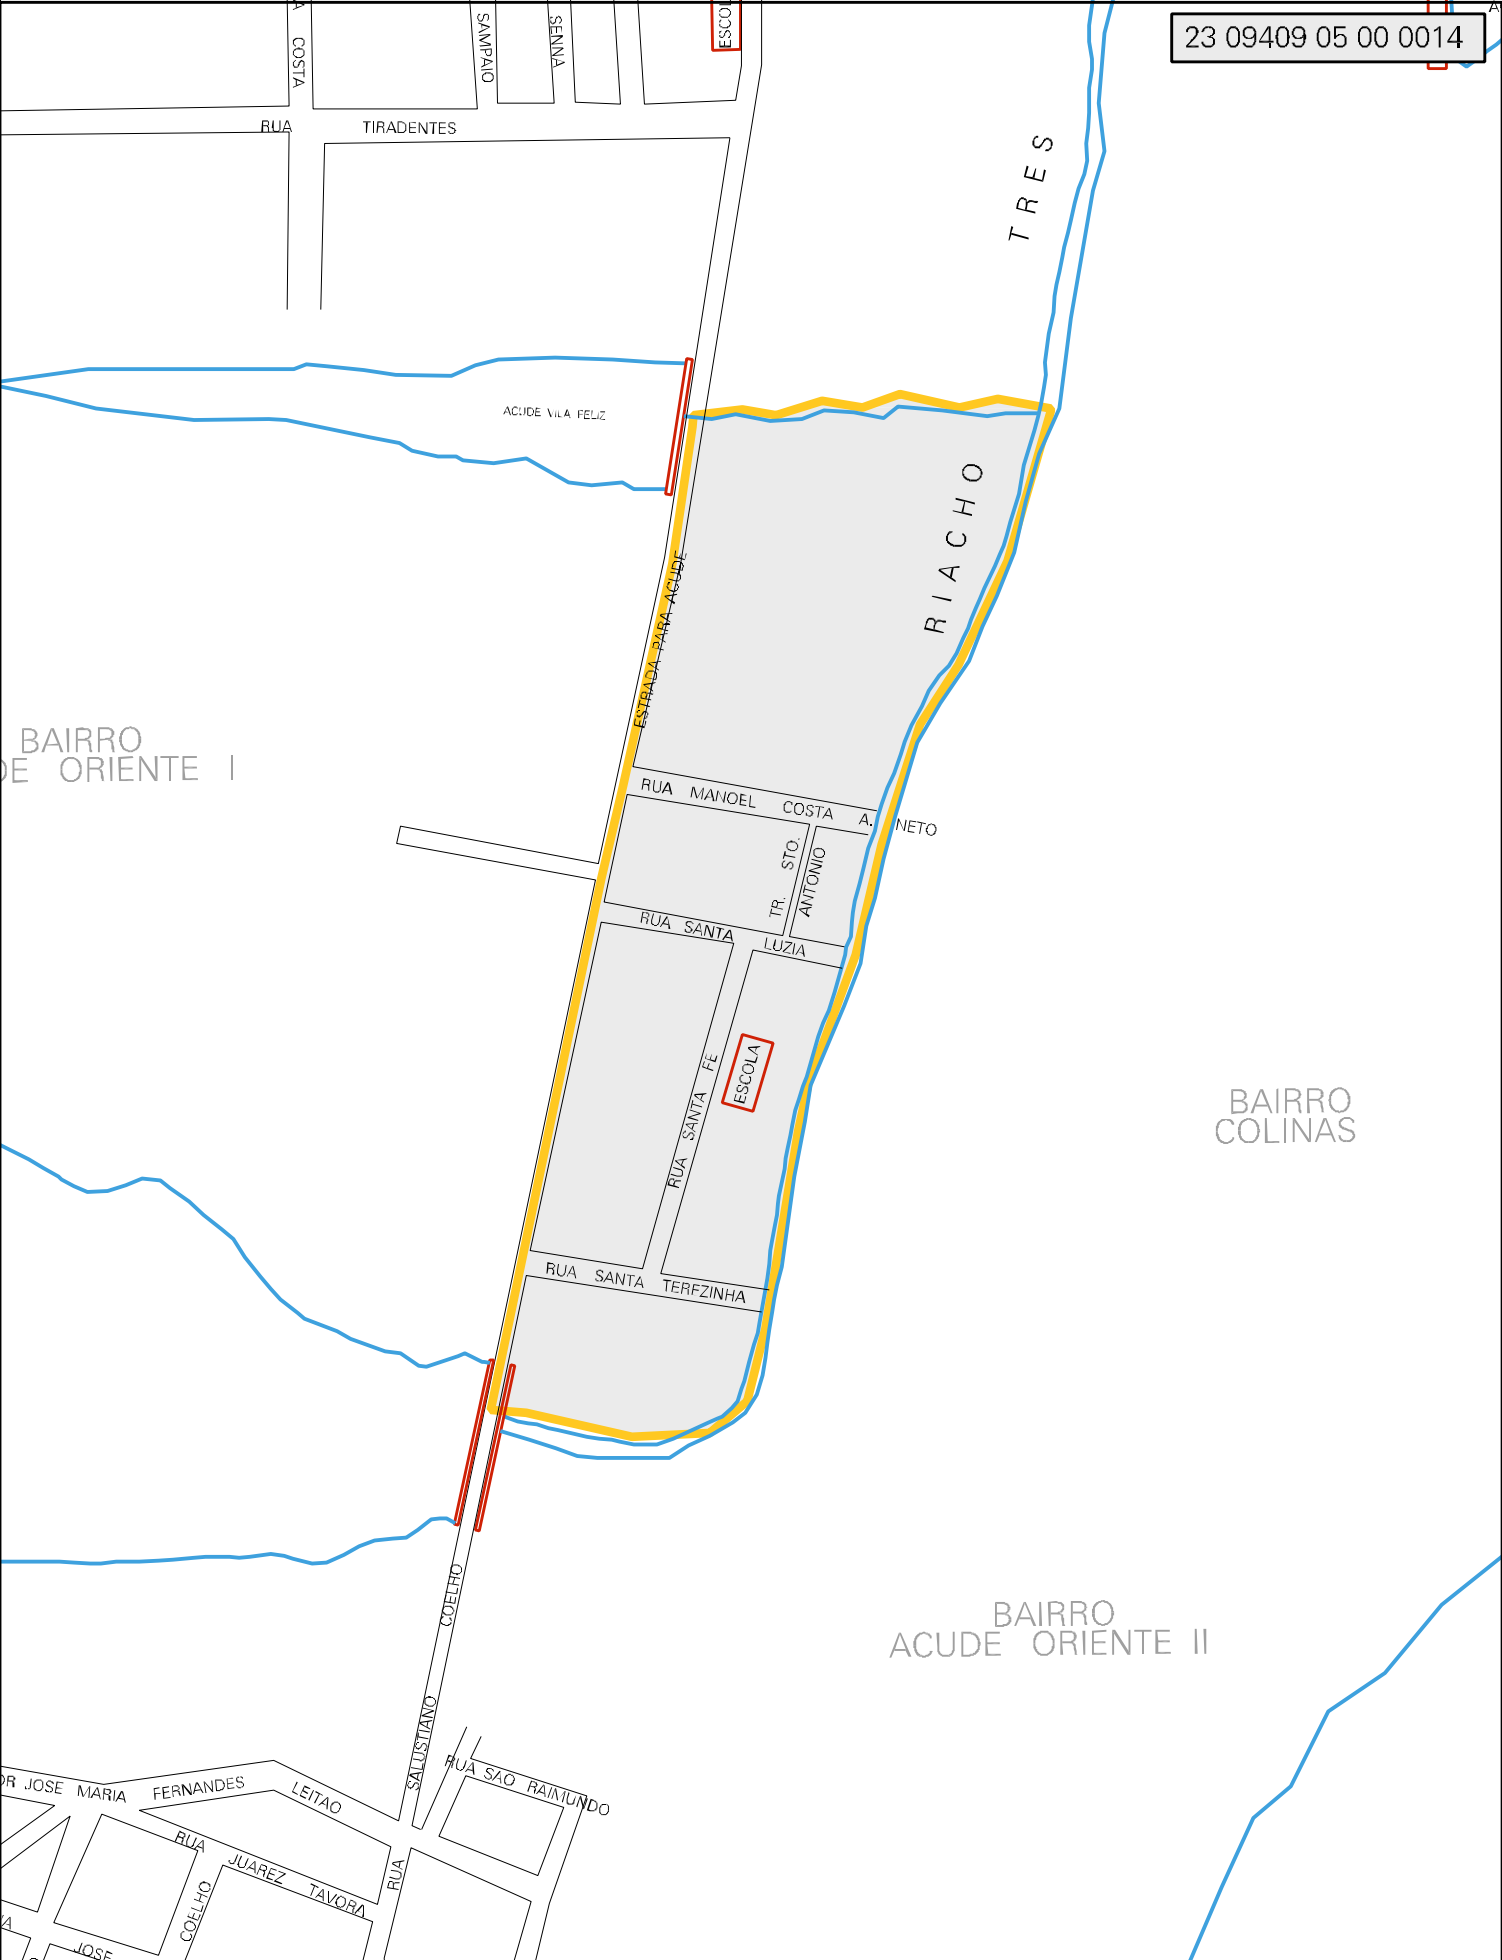 A COSTA
SAMPAIO
SENNA
23 09409 05 00 0014
RUA TIRADENTES
TRES
ACUDE VILA FELIZ
RIACHO
ESTRADA PARA ACUDE
BAIRRO
DE ORIENTE I
RUA MANOEL COSTA A. NETO
TR. STO.
ANTONIO
RUA SANTA LUZIA
RUA SANTA FE
ESCOLA
BAIRRO
COLINAS
RUA SANTA TEREZINHA
BAIRRO
ACUDE ORIENTE II
RUA SALUSTIANO COELHO
RUA SAO RAIMUNDO
OR JOSE MARIA FERNANDES LEITAO
RUA JUAREZ TAVORA
COELHO
JOSE